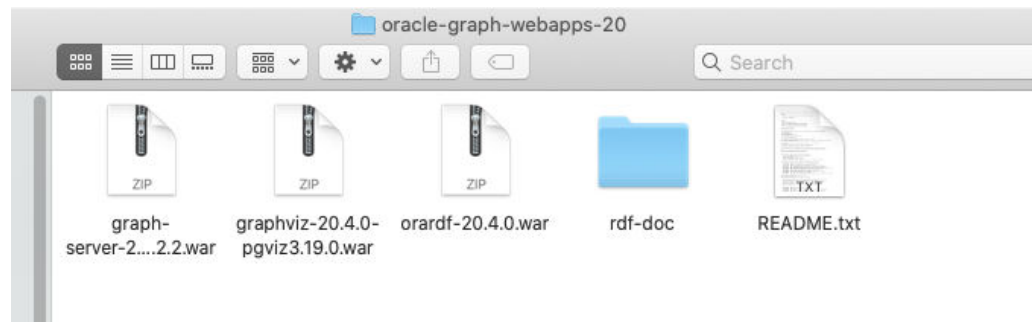 oracle-graph-webapps-20
Search
ZIP
ZIP
ZIP
TXT
graph-
server-2....2.2.war
graphviz-20.4.0-
pgviz3.19.0.war
orardf-20.4.0.war
rdf-doc
README.txt